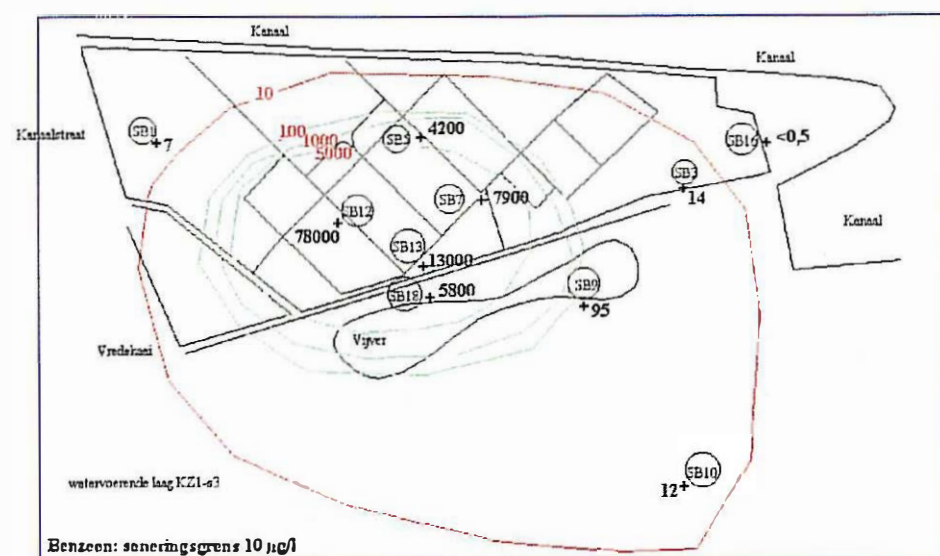 Kanaal
Kanaal
10
100
1000
5000
4200
Kanaalstraat
SB1
7
SB5
SB16
<0,5
SB3
14
SB7
7900
SB12
78000
Kanaal
SB13
13000
SB18
5800
SB9
95
Vijver
Vredekaai
SB10
12
watervoerende laag KZ1-s3
Benzeen: saneringsgrens 10 µg/l